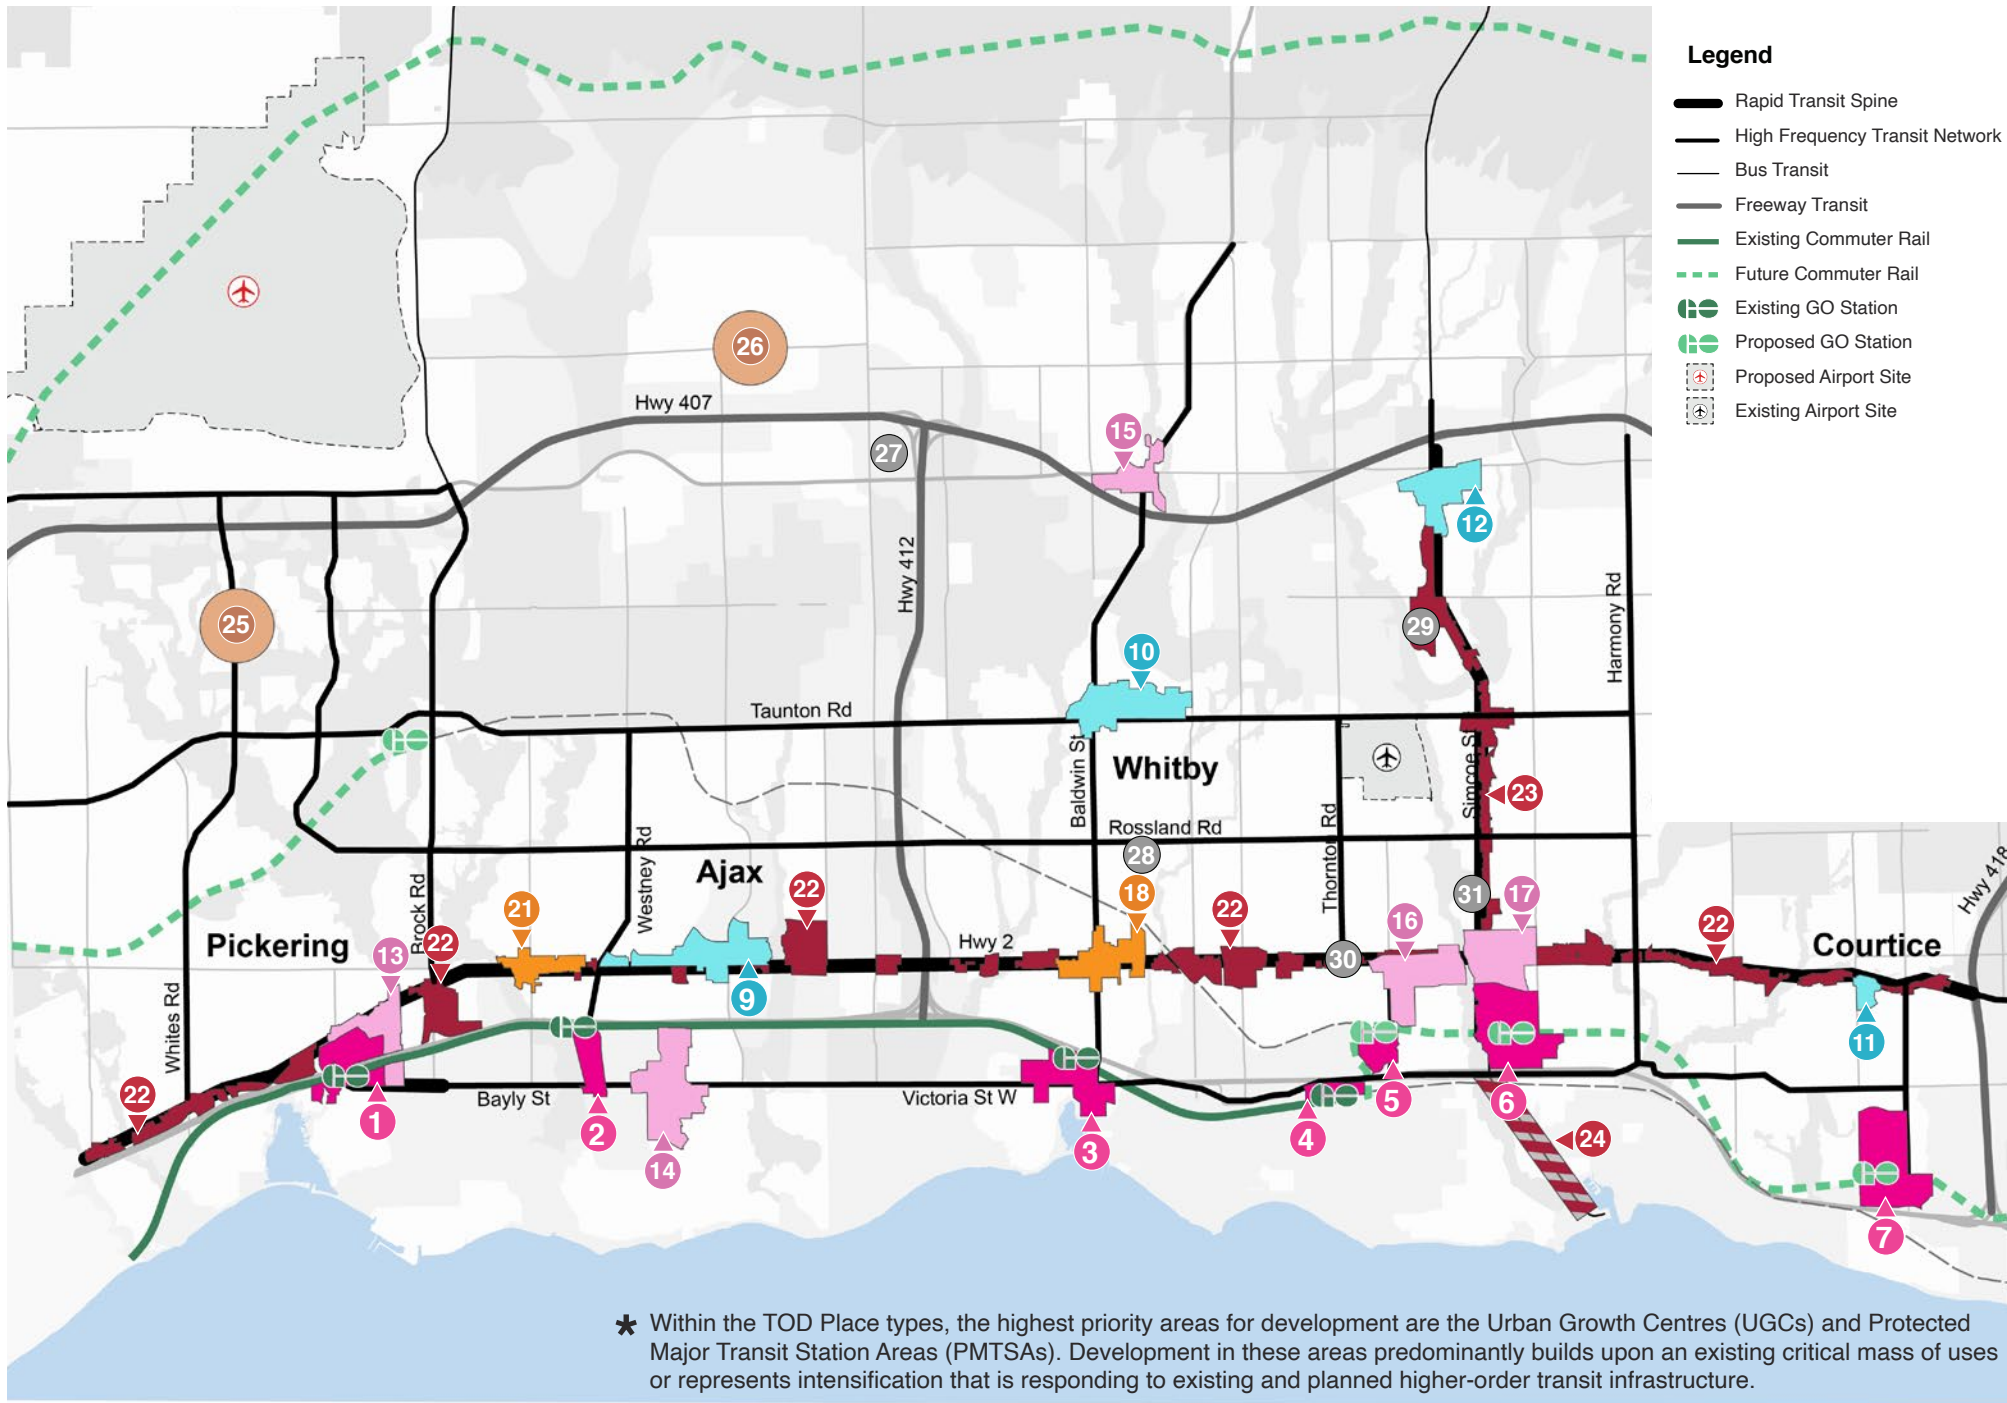 Legend
Rapid Transit Spine
High Frequency Transit Network
Bus Transit
Freeway Transit
Existing Commuter Rail
Future Commuter Rail
Existing GO Station
Proposed GO Station
Proposed Airport Site
Existing Airport Site
26
Hwy 407
15
27
12
Hwy 412
25
29
Harmony Rd
10
Taunton Rd
Baldwin St
Whitby
Simcoe St
23
Thornton Rd
Rossland Rd
28
Westney Rd
Ajax
22
18
22
31
17
Hwy 418
Brock Rd
21
16
22
Pickering
13
22
Hwy 2
30
Courtice
9
Whites Rd
11
22
1
Bayly St
2
Victoria St W
3
4
5
6
24
14
7
* Within the TOD Place types, the highest priority areas for development are the Urban Growth Centres (UGCs) and Protected
Major Transit Station Areas (PMTSAs). Development in these areas predominantly builds upon an existing critical mass of uses
or represents intensification that is responding to existing and planned higher-order transit infrastructure.